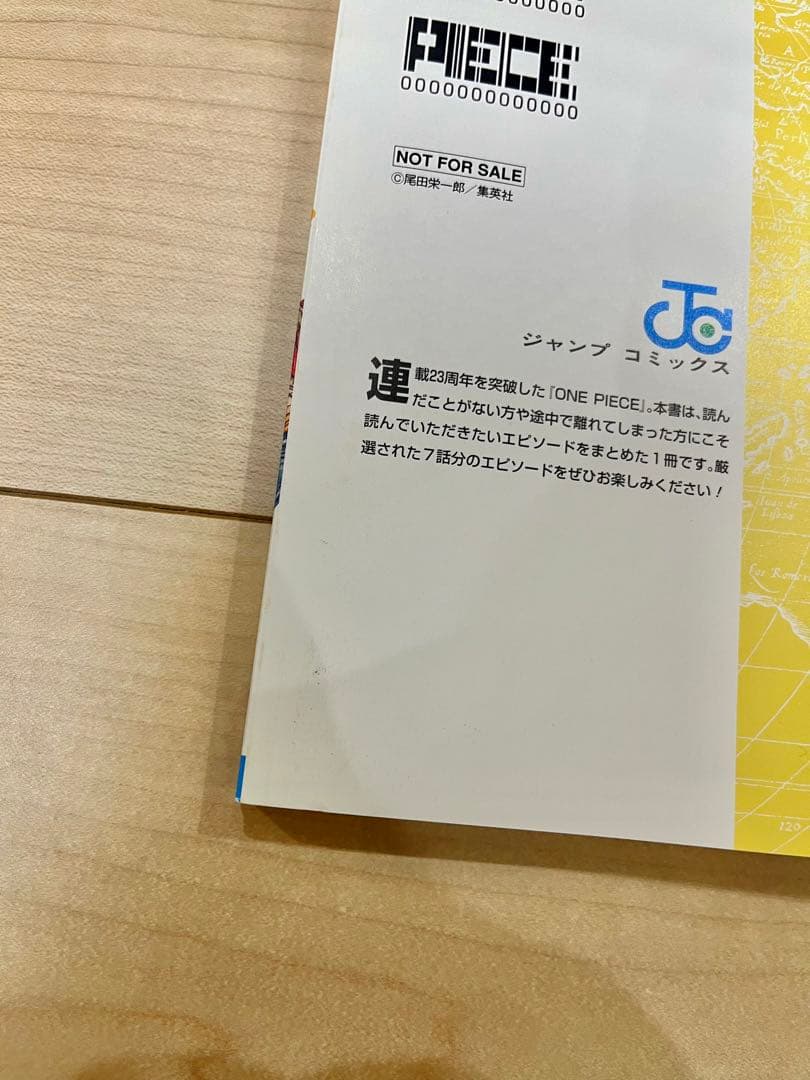 0000000000
PIECE
0000000000000
NOT FOR SALE
©尾田栄一郎／集英社
JC
ジャンプ コミックス
連載23周年を突破した『ONE PIECE』。本書は、読ん
だことがない方や途中で離れてしまった方にこそ
読んでいただきたいエピソードをまとめた1冊です。厳
選された7話分のエピソードをぜひお楽しみください！
120